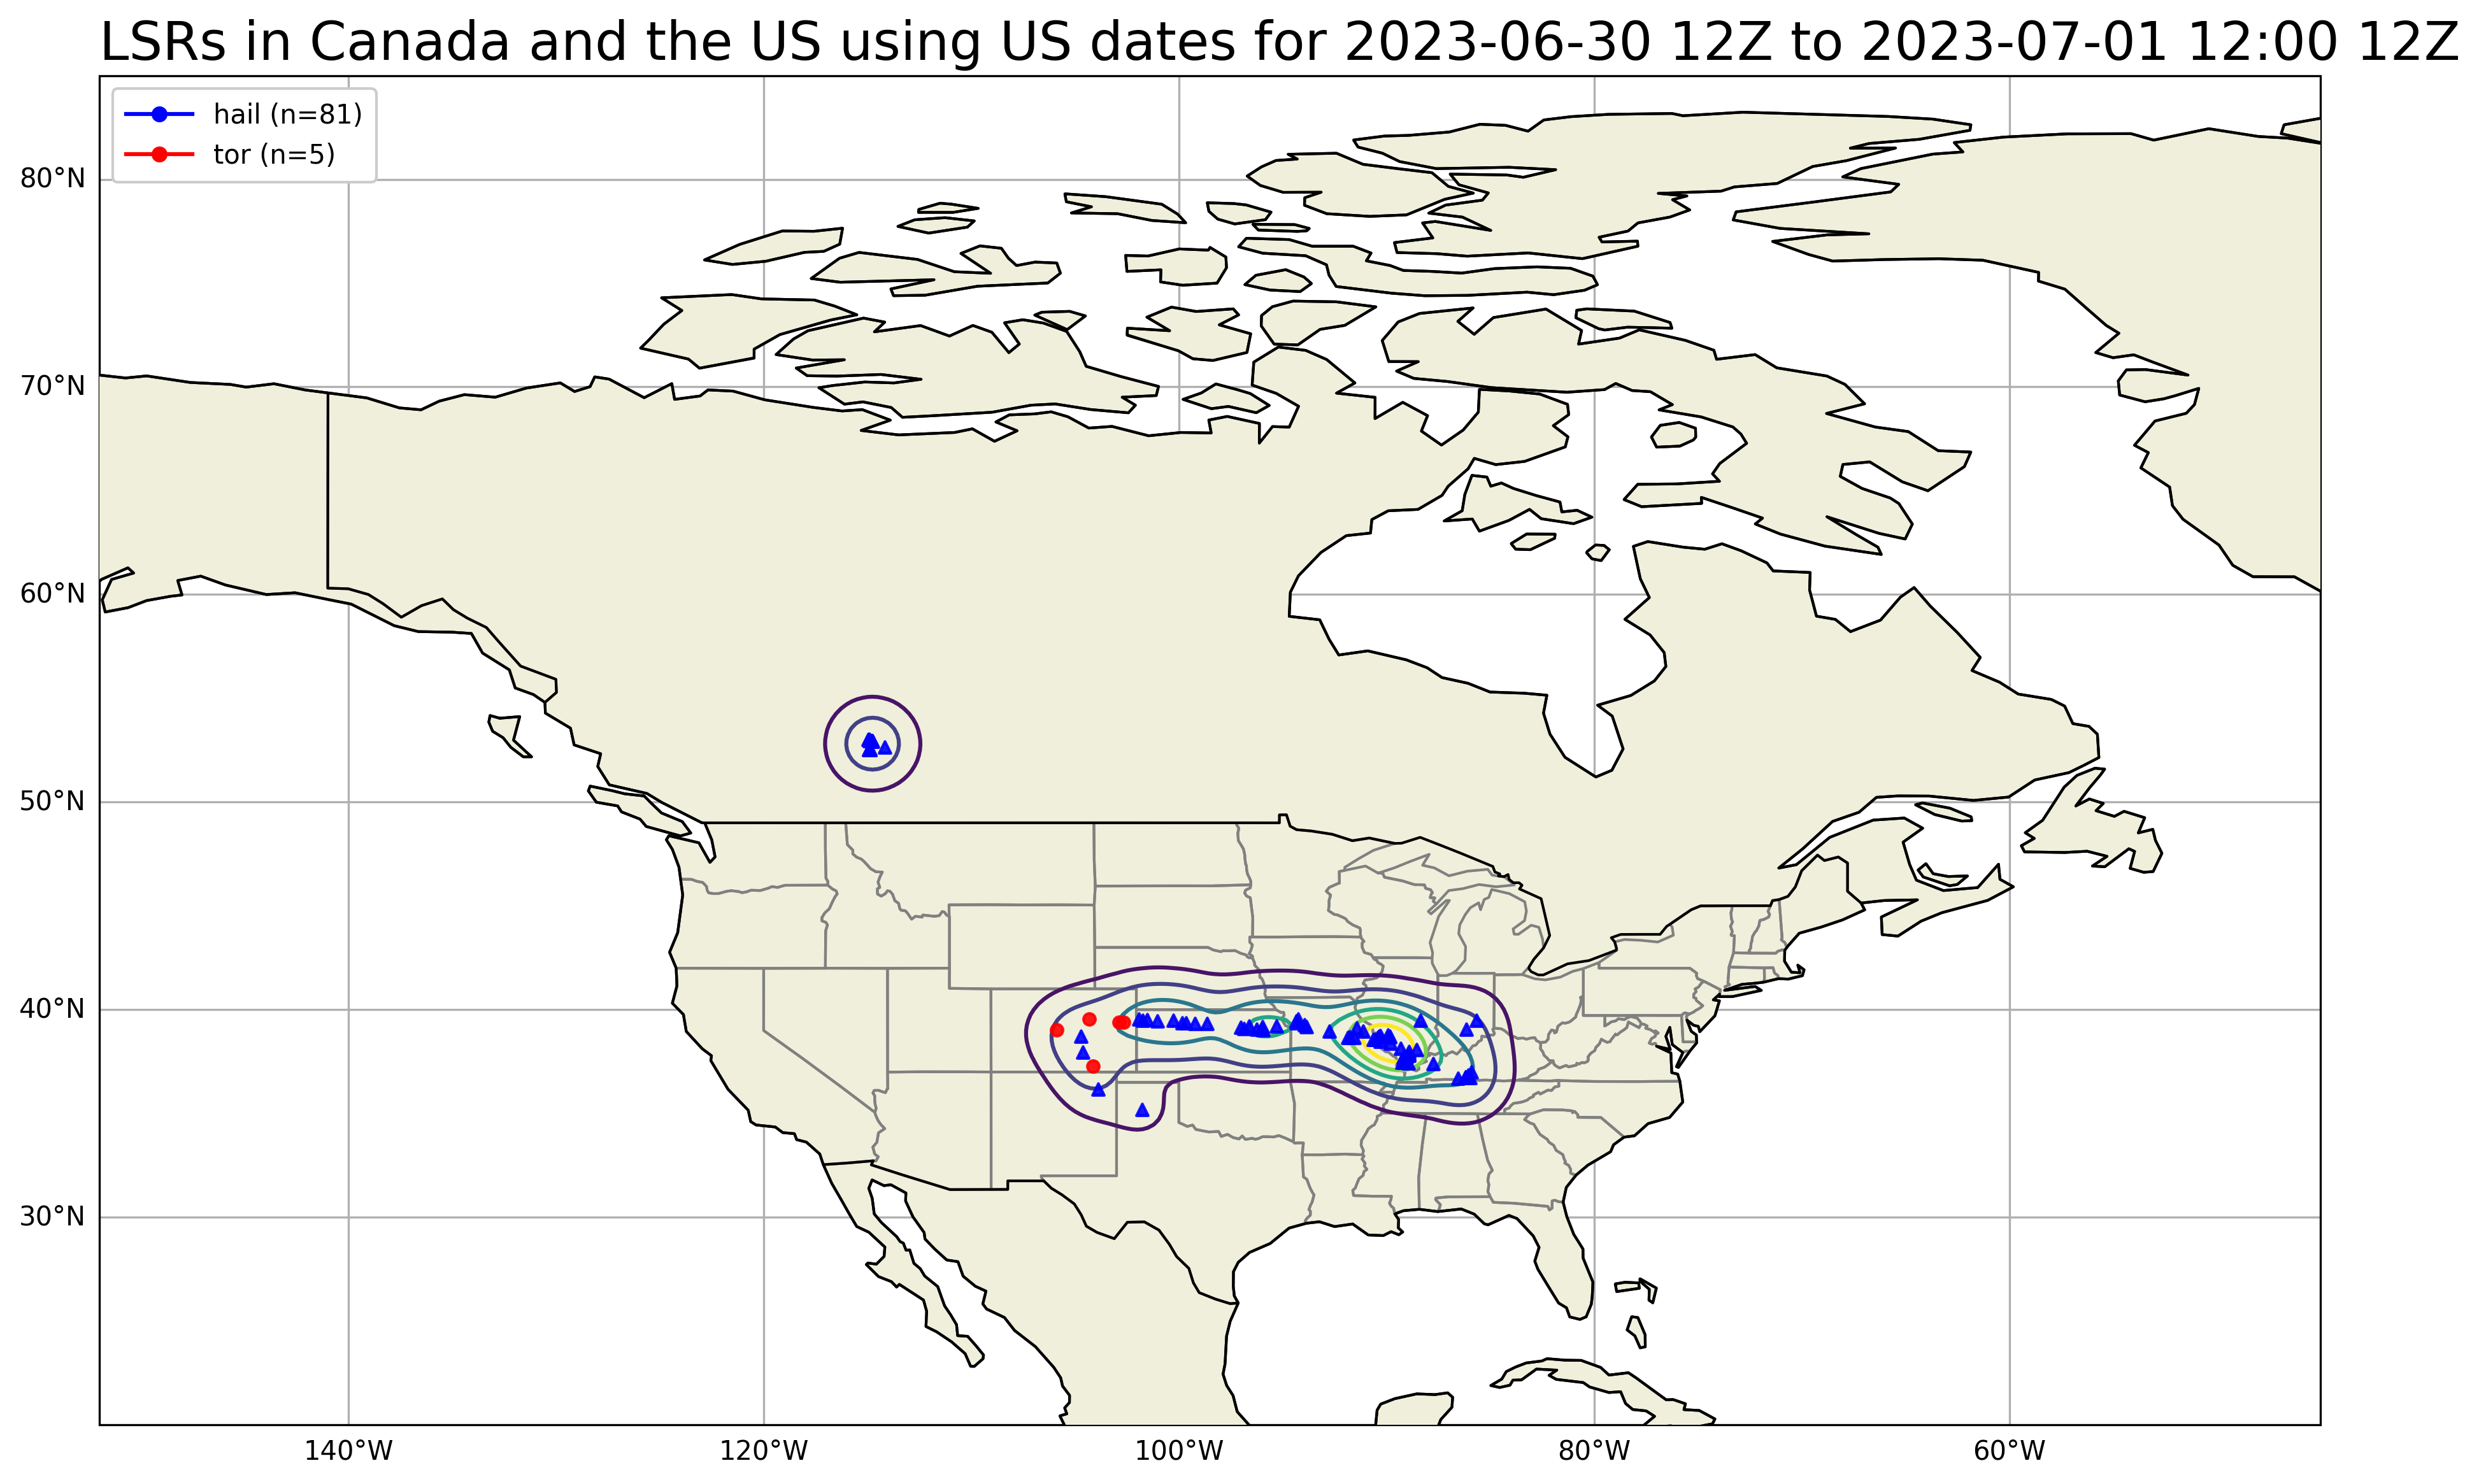 LSRs in Canada and the US using US dates for 2023-06-30 12Z to 2023-07-01 12:00 12Z
hail (n=81)
tor (n=5)
80°N
70°N
60°N
50°N
40°N
30°N
140°W
120°W
100°W
80°W
60°W